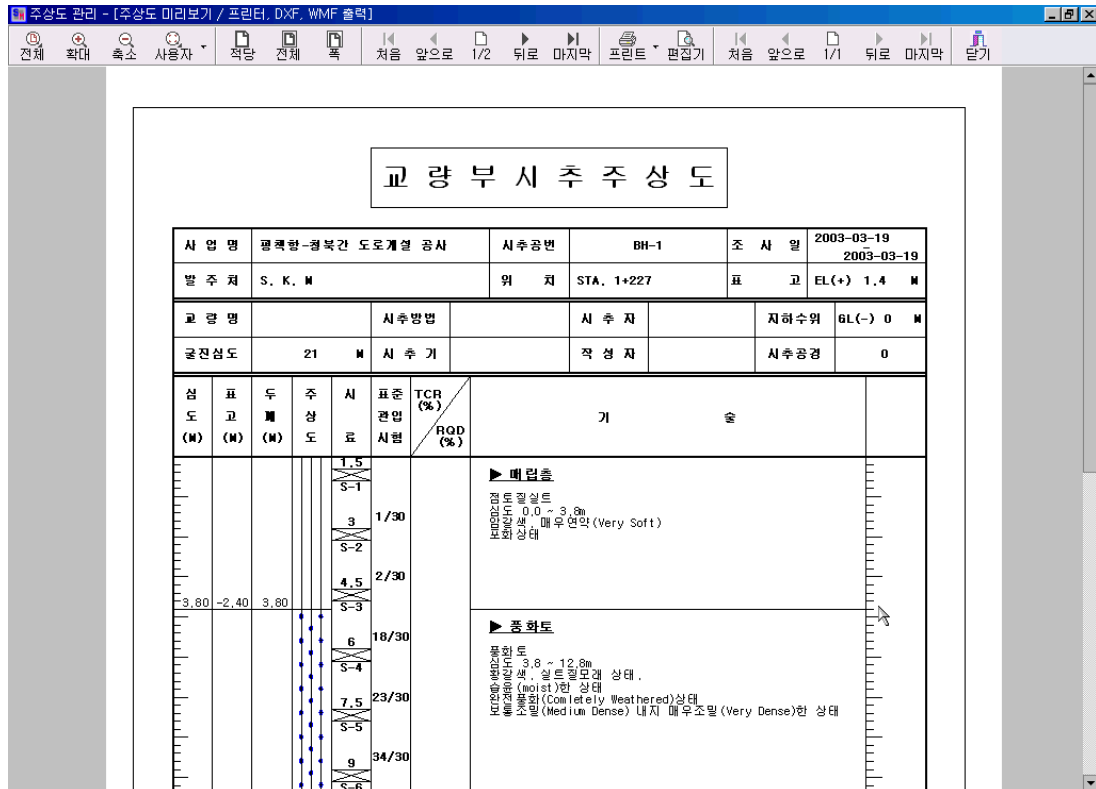 주상도 관리 - [주상도 미리보기 / 프린터, DXF, WMF 출력]
전체 확대 축소 사용자 적당 전체 폭 처음 앞으로 1/2 뒤로 마지막 프린트 편집기 처음 앞으로 1/1 뒤로 마지막 닫기
교 량 부 시 추 주 상 도
사 업 명 평택항-청북간 도로개설 공사 시추공번 BH-1 조 사 일 2003-03-19
~
2003-03-19
발 주 처 S. K. M 위 치 STA. 1+227 표 고 EL(+) 1.4 M
교 량 명 시추방법 시 추 자 지하수위 GL(-) 0 M
굴진심도 21 M 시 추 기 작 성 자 시추공경 0
심 표 두 주 시 표준 TCR
도 고 께 상 관입 (%)
(M) (M) (M) 도 료 시험 RQD
(%)
기 술
1.5
S-1
3 1/30
S-2
4.5 2/30
3.80 -2.40 3.80 S-3
6 18/30
S-4
7.5 23/30
S-5
9 34/30
S-6
▶ 매립층
점토질실트
심도 0.0 ~ 3.8m
암갈색, 매우연약(Very Soft)
포화상태
▶ 풍화토
풍화토
심도 3.8 ~ 12.8m
황갈색, 실트질모래 상태,
습윤(moist)한 상태
완전풍화(Comletely Weathered)상태
보통조밀(Medium Dense) 내지 매우조밀(Very Dense)한 상태